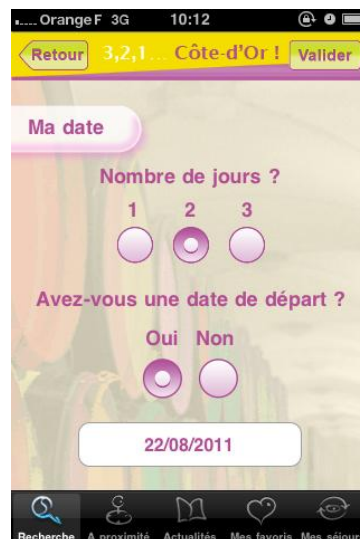 Orange F 3G 10:12
Retour 3,2,1... Côte-d'Or ! Valider
Ma date
Nombre de jours ?
1 2 3
Avez-vous une date de départ ?
Oui Non
22/08/2011
Recherche A proximité Actualités Mes favoris Mes séjour